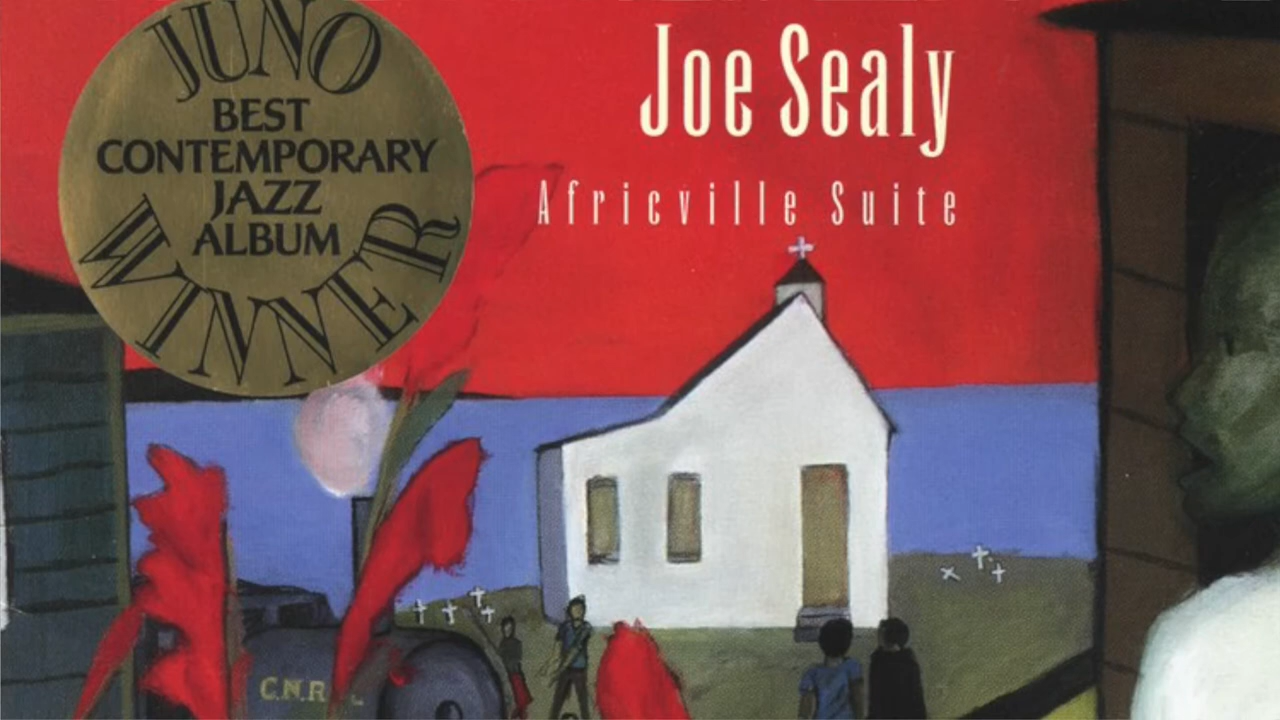 JUNO
BEST
CONTEMPORARY
JAZZ
ALBUM
WINNER
Joe Sealy
Africville Suite
C.N.R